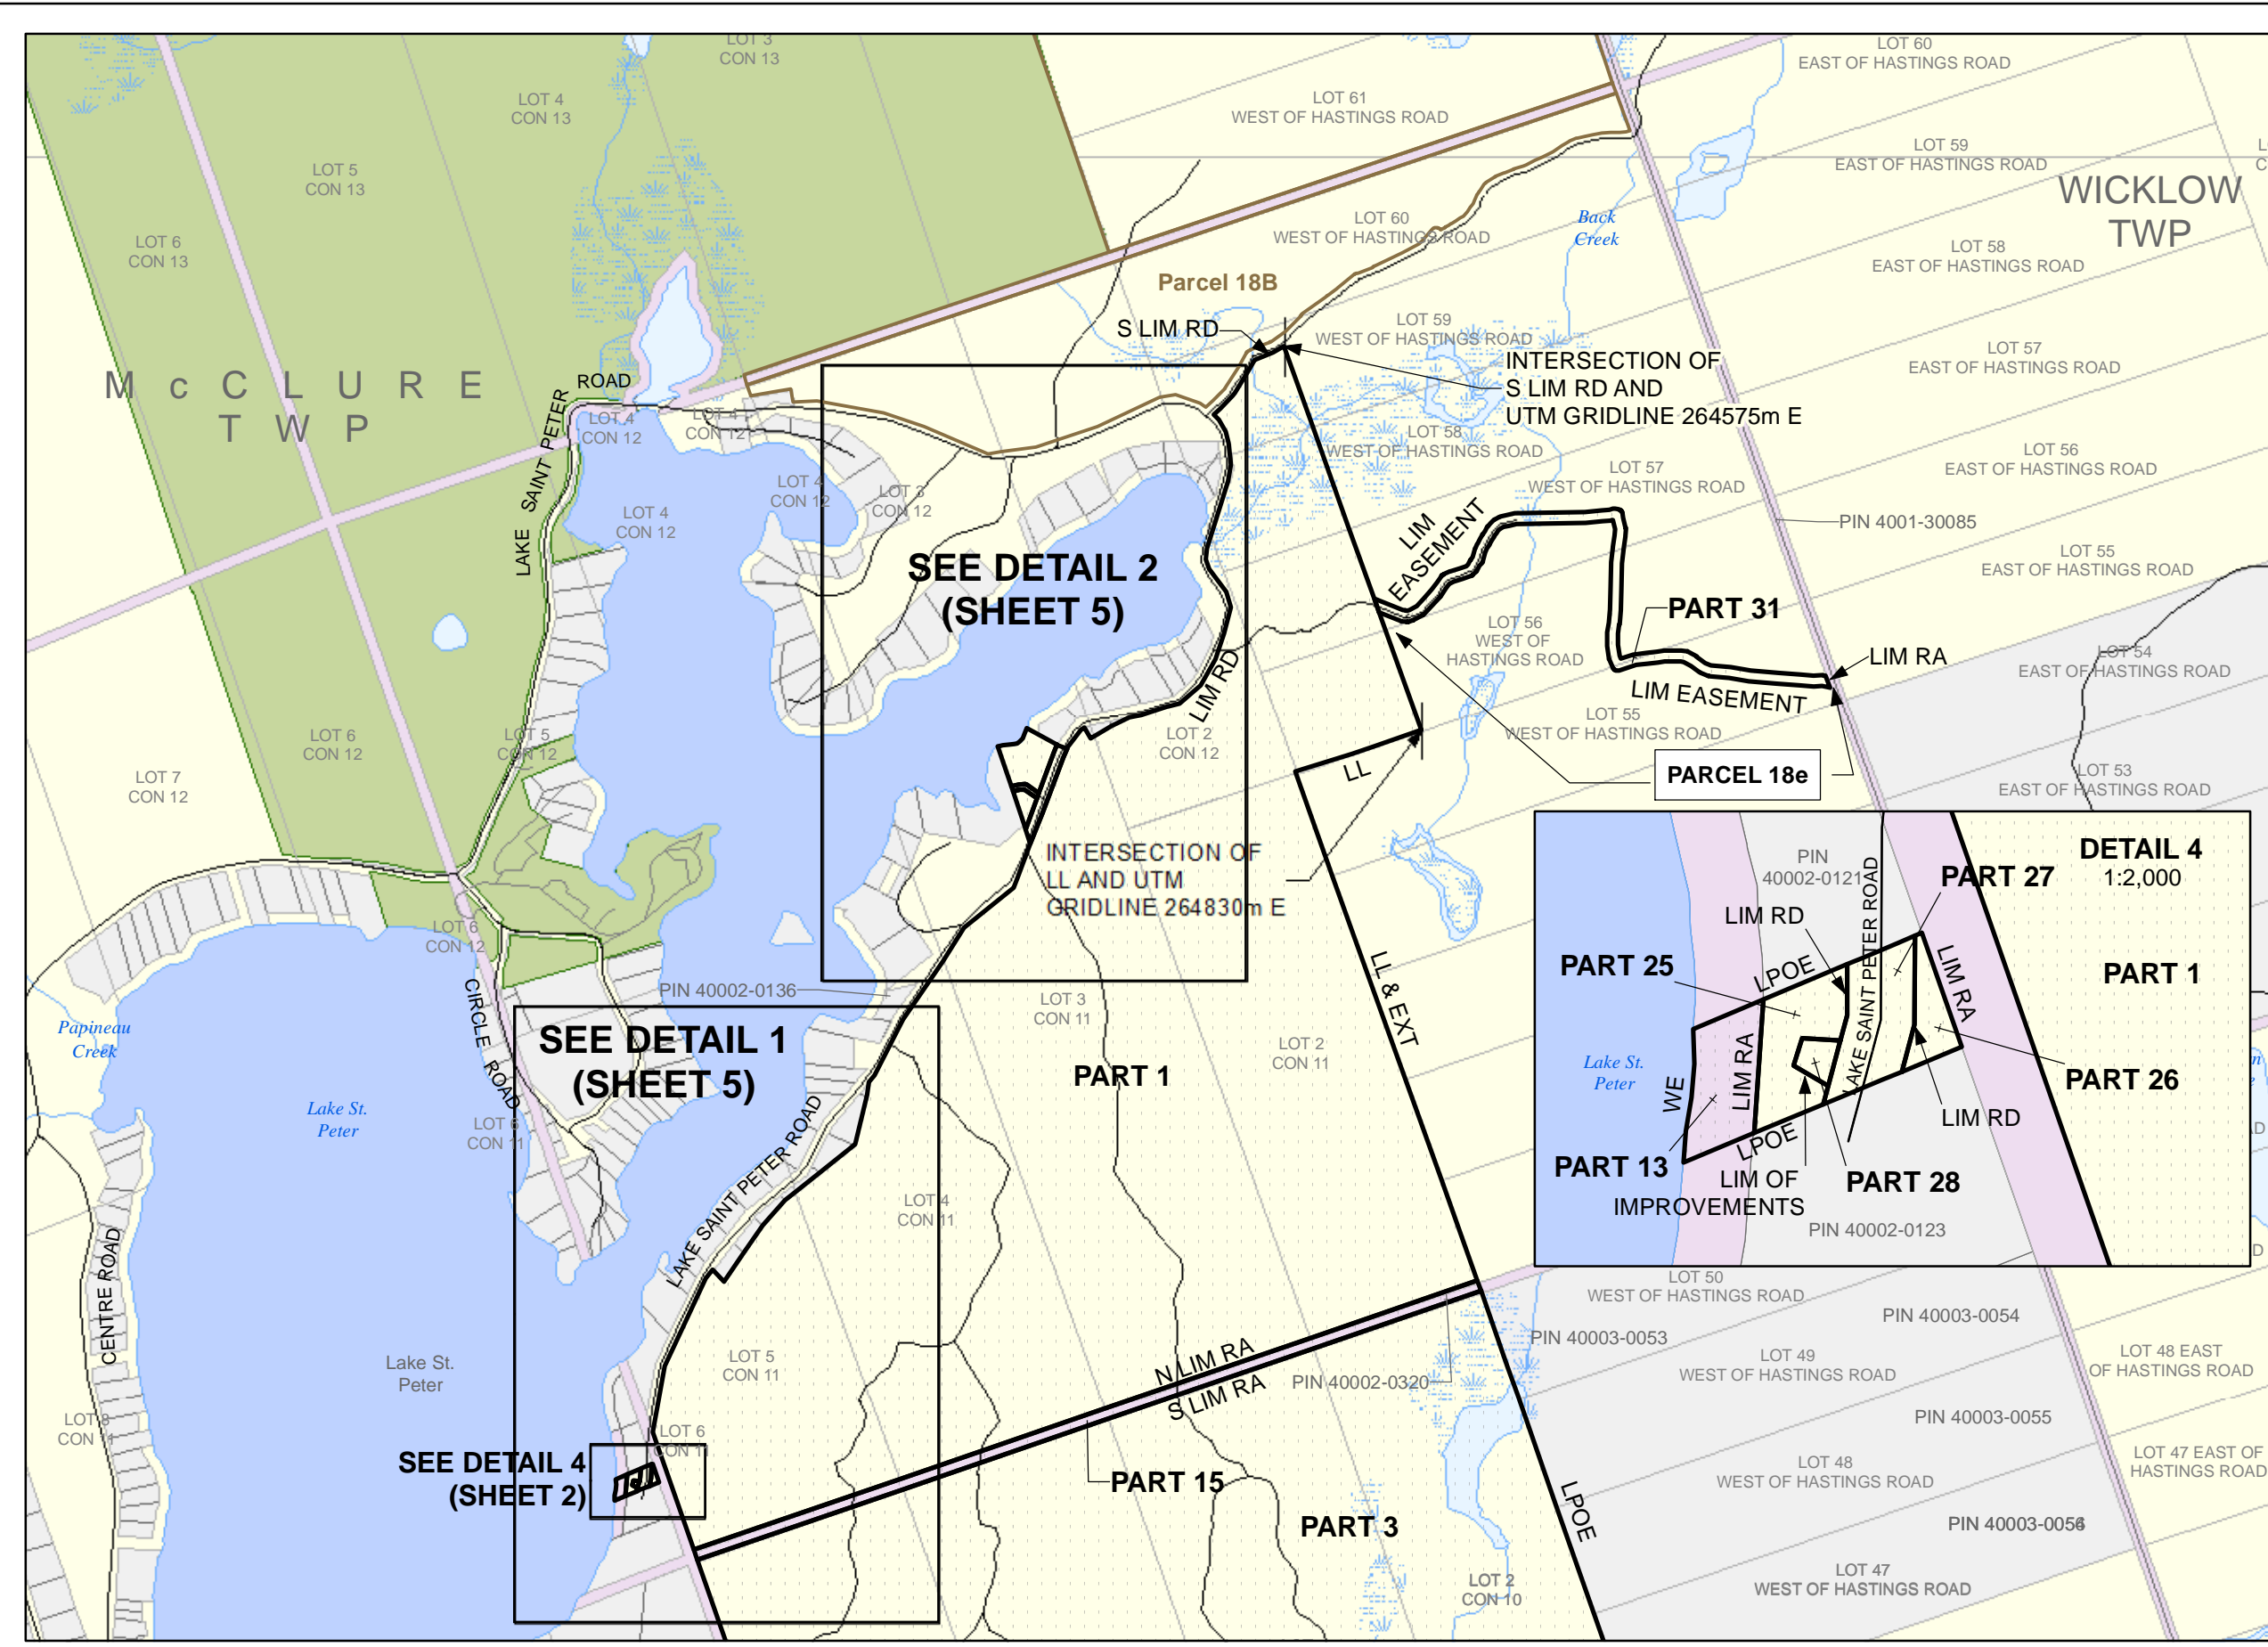 LOT 3
CON 13
LOT 60
EAST OF HASTINGS ROAD
LOT 4
CON 13
LOT 61
WEST OF HASTINGS ROAD
LOT 5
CON 13
LOT 59
EAST OF HASTINGS ROAD
WICKLOW
TWP
LOT 6
CON 13
LOT 60
WEST OF HASTINGS ROAD
Back
Creek
LOT 58
EAST OF HASTINGS ROAD
Parcel 18B
S LIM RD
LOT 59
WEST OF HASTINGS ROAD
INTERSECTION OF
S LIM RD AND
UTM GRIDLINE 264575m E
LOT 57
EAST OF HASTINGS ROAD
McCLURE
TWP
LAKE SAINT PETER ROAD
LOT 4
CON 12
LOT 4
CON 12
LOT 58
WEST OF HASTINGS ROAD
LOT 56
EAST OF HASTINGS ROAD
LOT 57
WEST OF HASTINGS ROAD
LOT 4
CON 12
LOT 3
CON 12
LOT 4
CON 12
PIN 4001-30085
LIM
EASEMENT
LOT 55
EAST OF HASTINGS ROAD
SEE DETAIL 2
(SHEET 5)
PART 31
LOT 56
WEST OF
HASTINGS ROAD
LIM RA
LOT 54
EAST OF HASTINGS ROAD
LIM RD
LIM EASEMENT
LOT 6
CON 12
LOT 5
CON 12
LOT 2
CON 12
LOT 55
WEST OF HASTINGS ROAD
LL
PARCEL 18e
LOT 53
EAST OF HASTINGS ROAD
LOT 7
CON 12
INTERSECTION OF
LL AND UTM
GRIDLINE 264830m E
DETAIL 4
1:2,000
PIN
40002-0121
PART 27
LIM RD
LAKE SAINT PETER ROAD
PART 25
LPOE
LIM RA
PART 1
Lake St.
Peter
WE
LIM RA
PART 26
LIM RD
LPOE
PART 13
LIM OF
IMPROVEMENTS
PART 28
PIN 40002-0123
LOT 6
CON 12
PIN 40002-0136
CIRCLE ROAD
LL & EXT
LOT 3
CON 11
Papineau
Creek
SEE DETAIL 1
(SHEET 5)
LOT 2
CON 11
PART 1
Lake St.
Peter
LOT 6
CON 11
LAKE SAINT PETER ROAD
LOT 4
CON 11
CENTRE ROAD
LOT 50
WEST OF HASTINGS ROAD
PIN 40003-0054
PIN 40003-0053
Lake St.
Peter
LOT 5
CON 11
N LIM RA
S LIM RA
PIN 40002-0320
LOT 49
WEST OF HASTINGS ROAD
LOT 48 EAST
OF HASTINGS ROAD
PIN 40003-0055
LOT 6
CON 11
SEE DETAIL 4
(SHEET 2)
PART 15
LOT 48
WEST OF HASTINGS ROAD
LOT 47 EAST OF
HASTINGS ROAD
PART 3
LPOE
LOT 2
CON 10
LOT 47
WEST OF HASTINGS ROAD